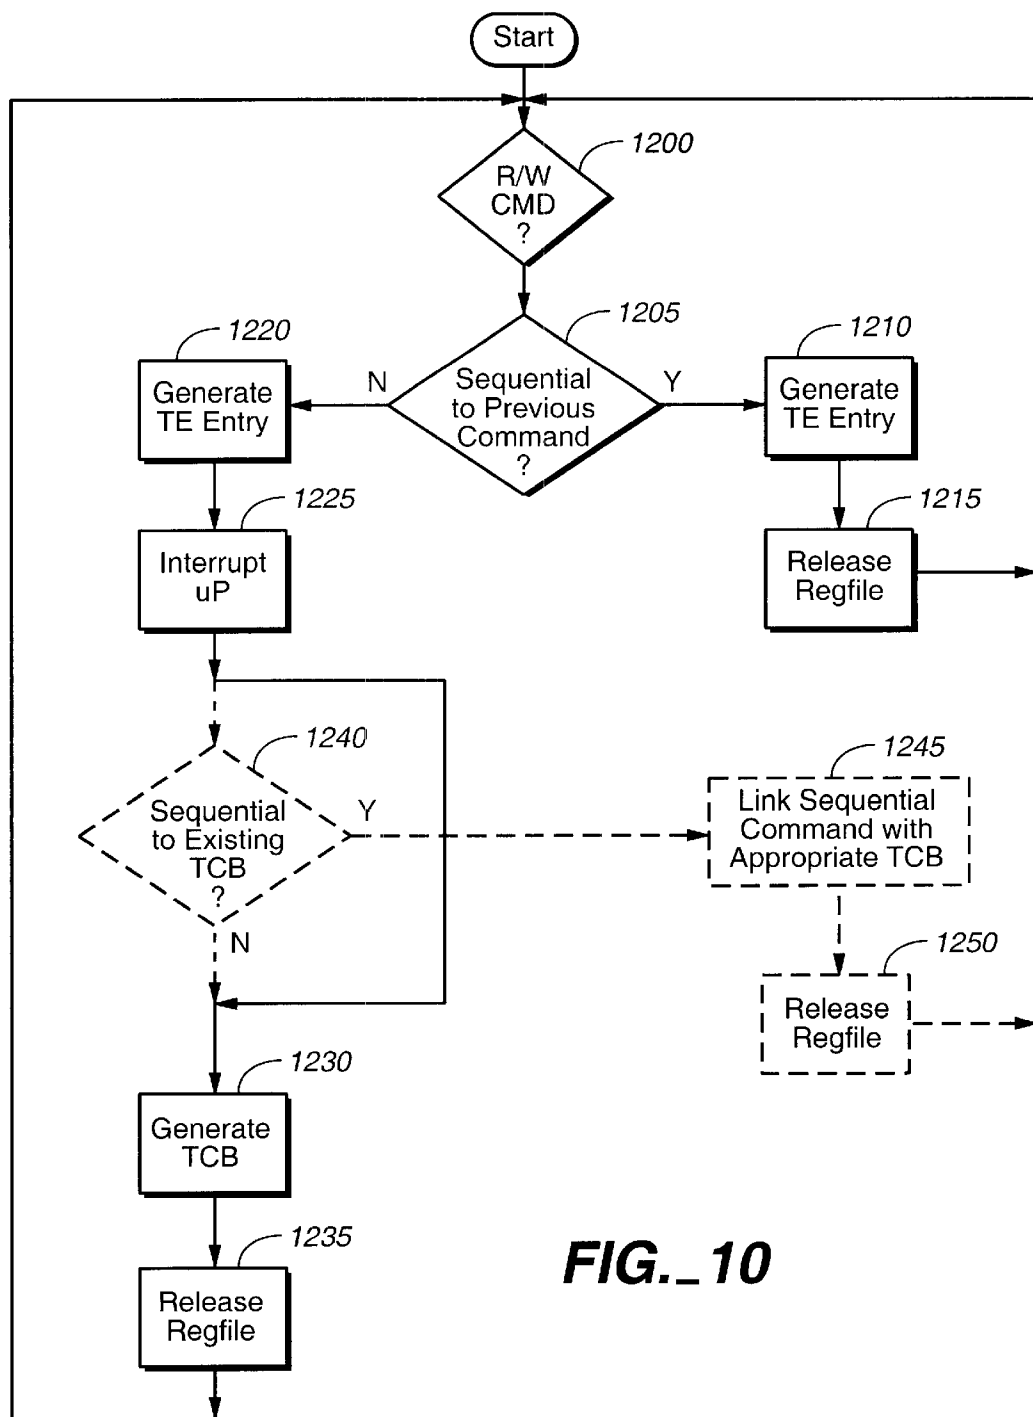 Start
1200
R/W
CMD
?
1205
Sequential
to Previous
Command
?
N
Y
1220
Generate
TE Entry
1210
Generate
TE Entry
1225
Interrupt
uP
1215
Release
Regfile
1240
Sequential
to Existing
TCB
?
Y
N
1245
Link Sequential
Command with
Appropriate TCB
1250
Release
Regfile
1230
Generate
TCB
1235
Release
Regfile
FIG._10